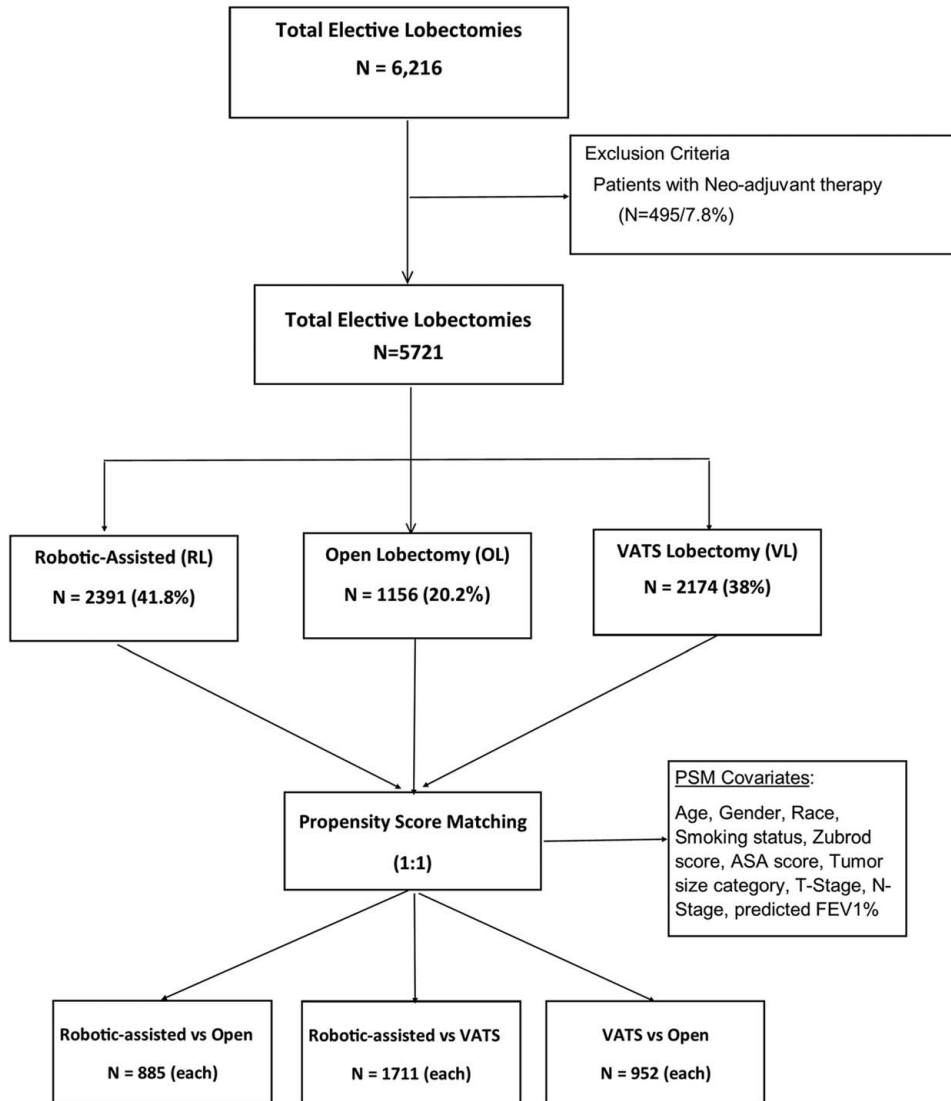 Total Elective Lobectomies
N = 6,216
Exclusion Criteria
Patients with Neo-adjuvant therapy
(N=495/7.8%)
Total Elective Lobectomies
N=5721
Robotic-Assisted (RL)
N = 2391 (41.8%)
Open Lobectomy (OL)
N = 1156 (20.2%)
VATS Lobectomy (VL)
N = 2174 (38%)
Propensity Score Matching
(1:1)
PSM Covariates:
Age, Gender, Race,
Smoking status, Zubrod
score, ASA score, Tumor
size category, T-Stage, N-
Stage, predicted FEV1%
Robotic-assisted vs Open
N = 885 (each)
Robotic-assisted vs VATS
N = 1711 (each)
VATS vs Open
N = 952 (each)